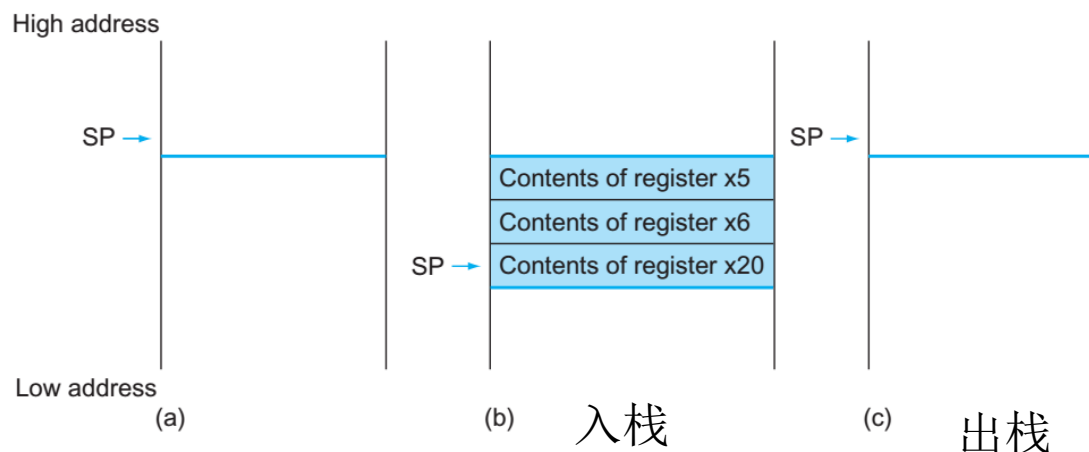 High address
SP
SP
Contents of register x5
Contents of register x6
SP
Contents of register x20
Low address
(a)
(b)
入栈
(c)
出栈